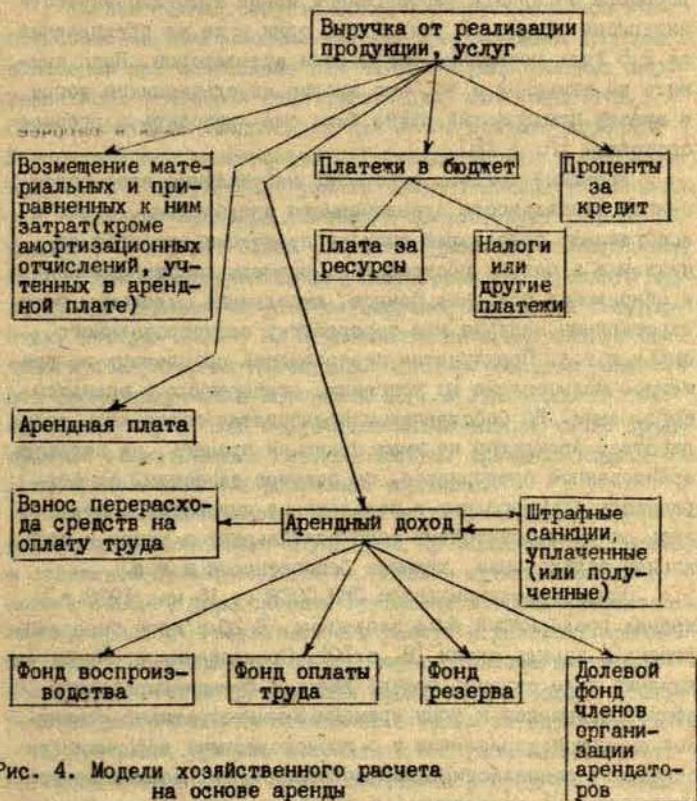 Выручка от реализации
продукции, услуг
Возмещение мате-
риальных и при-
равненных к ним
затрат(кроме
амортизационных
отчислений, уч-
тенных в аренд-
ной плате)
Платежи в бюджет
Проценты
за
кредит
Плата за
ресурсы
Налоги
или
другие
платежи
Арендная плата
Взнос перерасхо-
да средств на
оплату труда
Арендный доход
Штрафные
санкции,
уплаченные
(или полу-
ченные)
Фонд воспроиз-
водства
Фонд оплаты
труда
Фонд
резерва
Долевой
фонд
членов
органи-
зации
арендато-
ров
Рис. 4. Модели хозяйственного расчета
на основе аренды